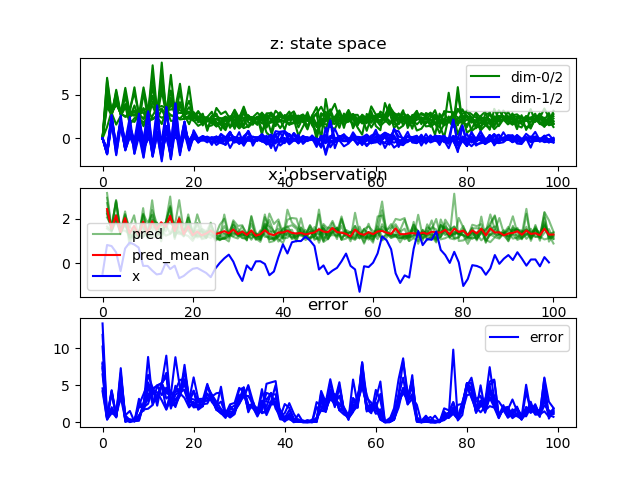 z: state space
5
0
dim-0/2
dim-1/2
0 20 40 60 80 100
x: observation
2
0
pred
pred_mean
x
0 20 40 60 80 100
error
10
5
0
error
0 20 40 60 80 100